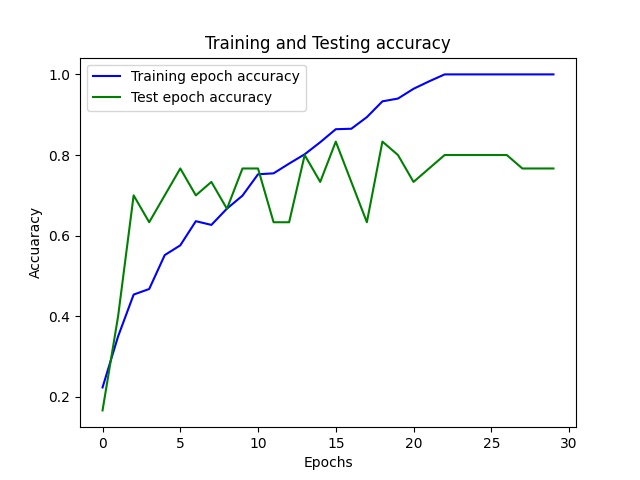 Training and Testing accuracy
Training epoch accuracy
Test epoch accuracy
Accuaracy
1.0
0.8
0.6
0.4
0.2
0 5 10 15 20 25 30
Epochs